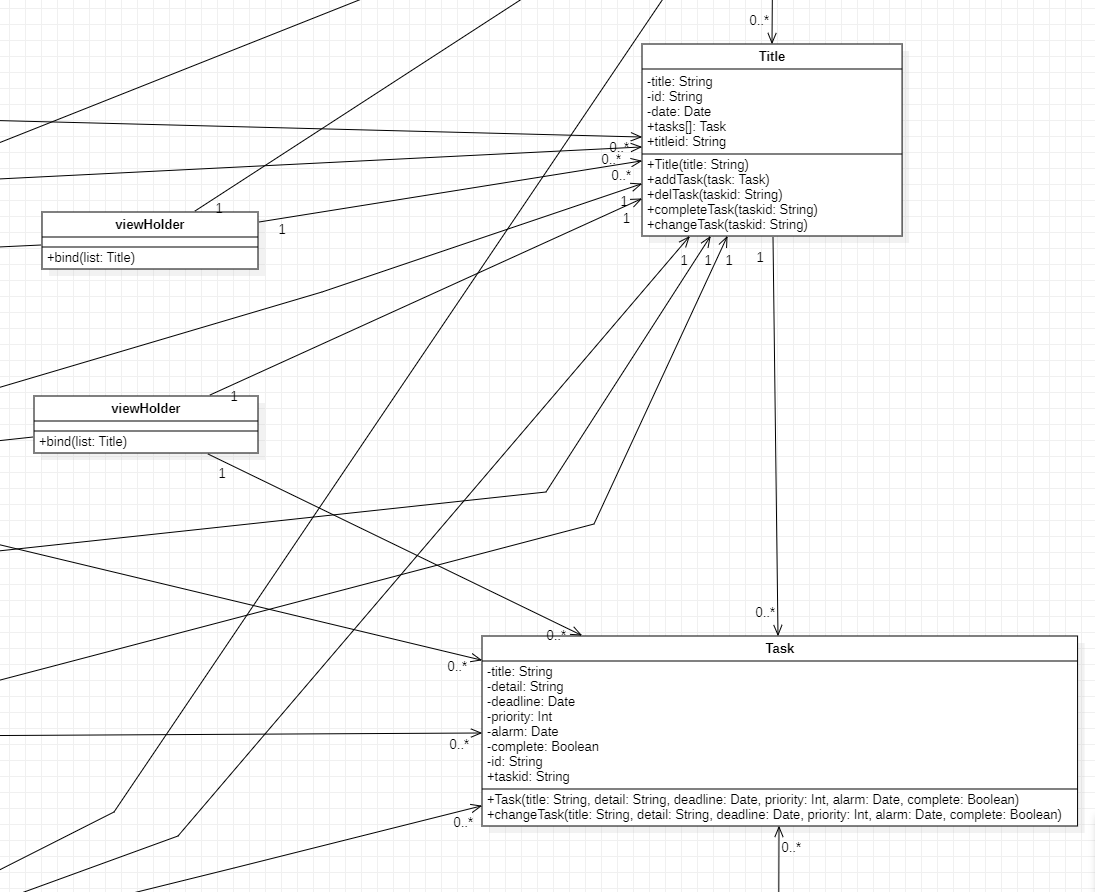 0..*
Title
-title: String
-id: String
-date: Date
+tasks[]: Task
+titleid: String
+Title(title: String)
+addTask(task: Task)
+delTask(taskid: String)
+completeTask(taskid: String)
+changeTask(taskid: String)
0..*
0..*
0..*
1
1
1
viewHolder
+bind(list: Title)
1
1
1
1
1
1
viewHolder
+bind(list: Title)
1
0..*
0..*
Task
-title: String
-detail: String
-deadline: Date
-priority: Int
-alarm: Date
-complete: Boolean
-id: String
+taskid: String
+Task(title: String, detail: String, deadline: Date, priority: Int, alarm: Date, complete: Boolean)
+changeTask(title: String, detail: String, deadline: Date, priority: Int, alarm: Date, complete: Boolean)
0..*
0..*
0..*
0..*